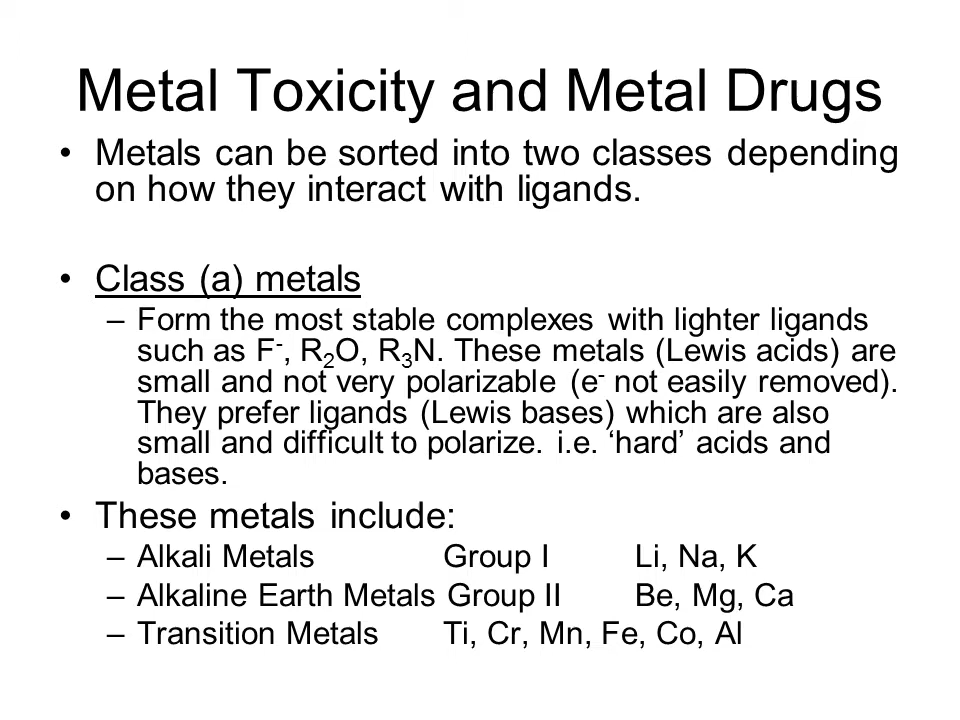 Metal Toxicity and Metal Drugs
• Metals can be sorted into two classes depending
on how they interact with ligands.
• Class (a) metals
– Form the most stable complexes with lighter ligands
such as F⁻, R₂O, R₃N. These metals (Lewis acids) are
small and not very polarizable (e⁻ not easily removed).
They prefer ligands (Lewis bases) which are also
small and difficult to polarize. i.e. ‘hard’ acids and
bases.
• These metals include:
– Alkali Metals Group I Li, Na, K
– Alkaline Earth Metals Group II Be, Mg, Ca
– Transition Metals Ti, Cr, Mn, Fe, Co, Al